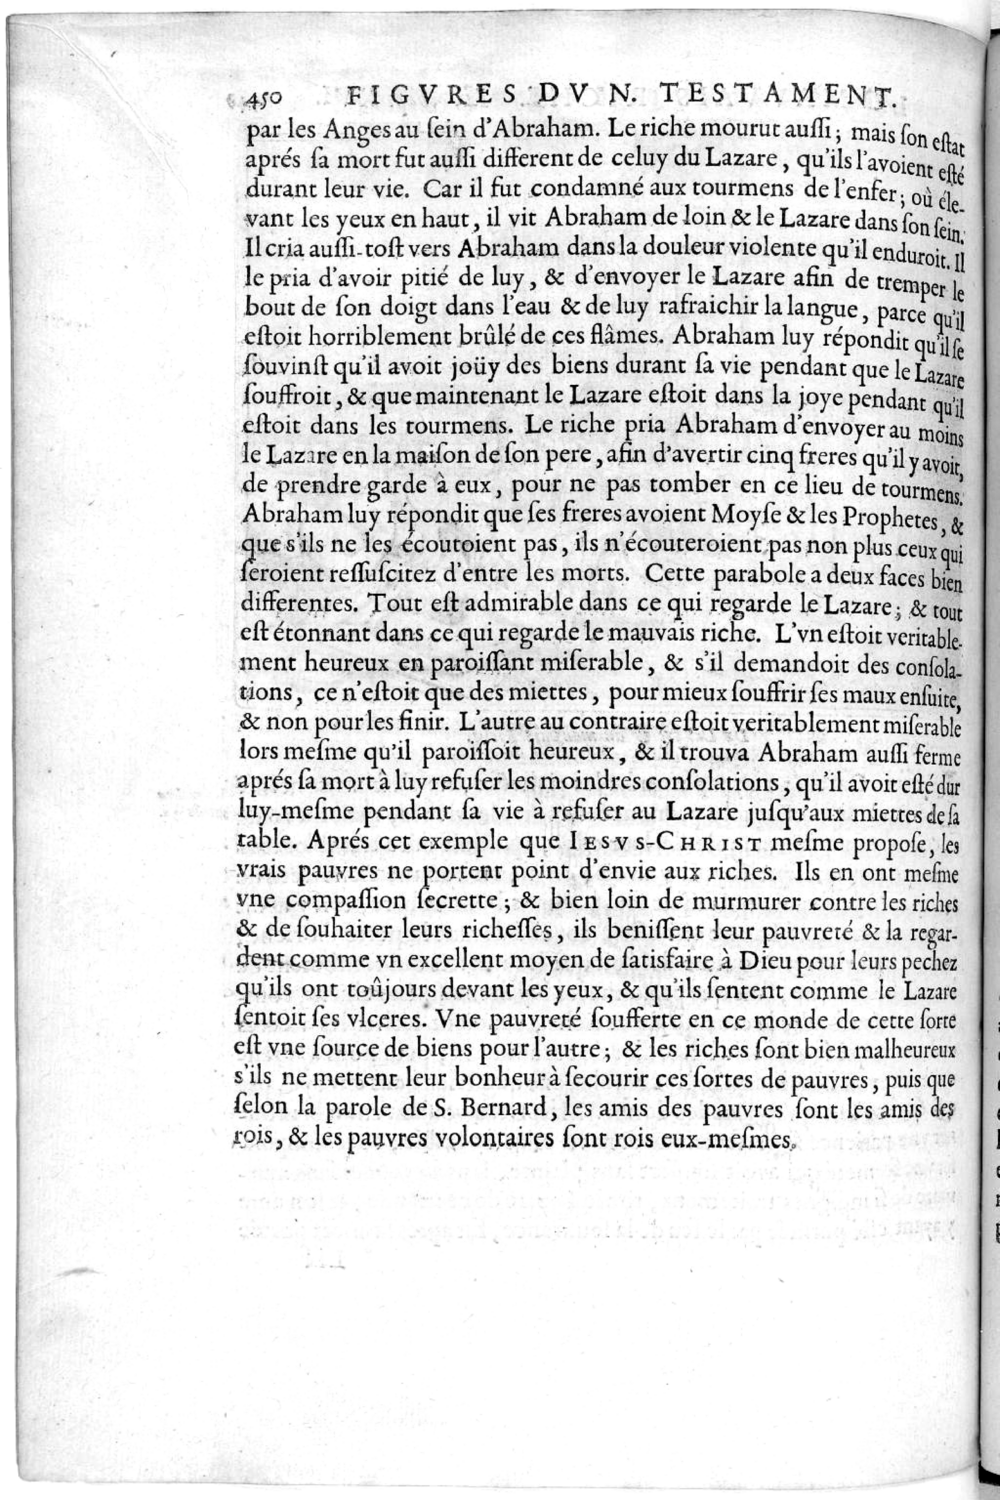 450 FIGVRES DV N. TESTAMENT.
par les Anges au ſein d'Abraham. Le riche mourut auſſi; mais ſon eſtat
aprés ſa mort fut auſſi different de celuy du Lazare, qu'ils l'avoient eſté
durant leur vie. Car il fut condamné aux tourmens de l'enfer; où éle-
vant les yeux en haut, il vit Abraham de loin & le Lazare dans ſon ſein.
Il cria auſſi-toſt vers Abraham dans la douleur violente qu'il enduroit. Il
le pria d'avoir pitié de luy, & d'envoyer le Lazare afin de tremper le
bout de ſon doigt dans l'eau & de luy rafraichir la langue, parce qu'il
eſtoit horriblement brûlé de ces flâmes. Abraham luy répondit qu'il ſe
ſouvinſt qu'il avoit joüy des biens durant ſa vie pendant que le Lazare
ſouffroit, & que maintenant le Lazare eſtoit dans la joye pendant qu'il
eſtoit dans les tourmens. Le riche pria Abraham d'envoyer au moins
le Lazare en la maiſon de ſon pere, afin d'avertir cinq freres qu'il y avoit,
de prendre garde à eux, pour ne pas tomber en ce lieu de tourmens.
Abraham luy répondit que ſes freres avoient Moyſe & les Prophetes, &
que s'ils ne les écoutoient pas, ils n'écouteroient pas non plus ceux qui
ſeroient reſſuſcitez d'entre les morts. Cette parabole a deux faces bien
differentes. Tout eſt admirable dans ce qui regarde le Lazare; & tout
eſt étonnant dans ce qui regarde le mauvais riche. L'vn eſtoit veritable-
ment heureux en paroiſſant miſerable, & s'il demandoit des conſola-
tions, ce n'eſtoit que des miettes, pour mieux ſouffrir ſes maux enſuite,
& non pour les finir. L'autre au contraire eſtoit veritablement miſerable
lors meſme qu'il paroiſſoit heureux, & il trouva Abraham auſſi ferme
aprés ſa mort à luy refuſer les moindres conſolations, qu'il avoit eſté dur
luy-meſme pendant ſa vie à refuſer au Lazare juſqu'aux miettes de ſa
table. Aprés cet exemple que IESVS-CHRIST meſme propoſe, les
vrais pauvres ne portent point d'envie aux riches. Ils en ont meſme
vne compaſſion ſecrette; & bien loin de murmurer contre les riches
& de ſouhaiter leurs richeſſes, ils beniſſent leur pauvreté & la regar-
dent comme vn excellent moyen de ſatisfaire à Dieu pour leurs pechez
qu'ils ont toûjours devant les yeux, & qu'ils ſentent comme le Lazare
ſentoit ſes vlceres. Vne pauvreté ſoufferte en ce monde de cette ſorte
eſt vne ſource de biens pour l'autre; & les riches ſont bien malheureux
s'ils ne mettent leur bonheur à ſecourir ces ſortes de pauvres, puis que
ſelon la parole de S. Bernard, les amis des pauvres ſont les amis des
rois, & les pauvres volontaires ſont rois eux-meſmes.